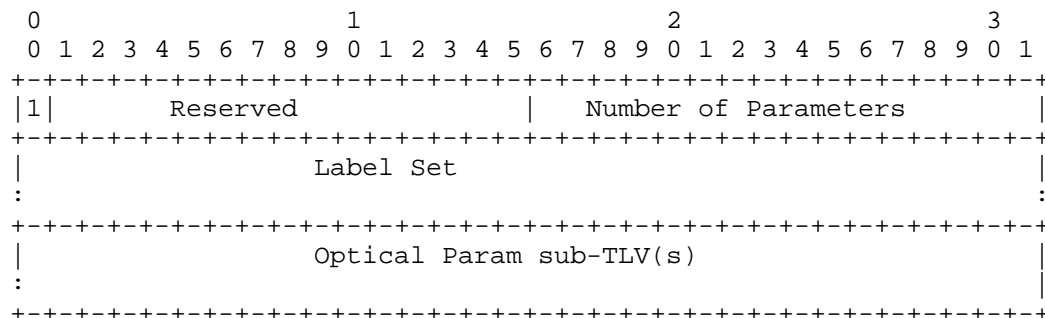 0                   1                   2                   3
 0 1 2 3 4 5 6 7 8 9 0 1 2 3 4 5 6 7 8 9 0 1 2 3 4 5 6 7 8 9 0 1
+-+-+-+-+-+-+-+-+-+-+-+-+-+-+-+-+-+-+-+-+-+-+-+-+-+-+-+-+-+-+-+-+
|1|       Reserved              |   Number of Parameters        |
+-+-+-+-+-+-+-+-+-+-+-+-+-+-+-+-+-+-+-+-+-+-+-+-+-+-+-+-+-+-+-+-+
|                  Label Set                                    |
:                                                               :
+-+-+-+-+-+-+-+-+-+-+-+-+-+-+-+-+-+-+-+-+-+-+-+-+-+-+-+-+-+-+-+-+
|                  Optical Param sub-TLV(s)                     |
:                                                               |
+-+-+-+-+-+-+-+-+-+-+-+-+-+-+-+-+-+-+-+-+-+-+-+-+-+-+-+-+-+-+-+-+